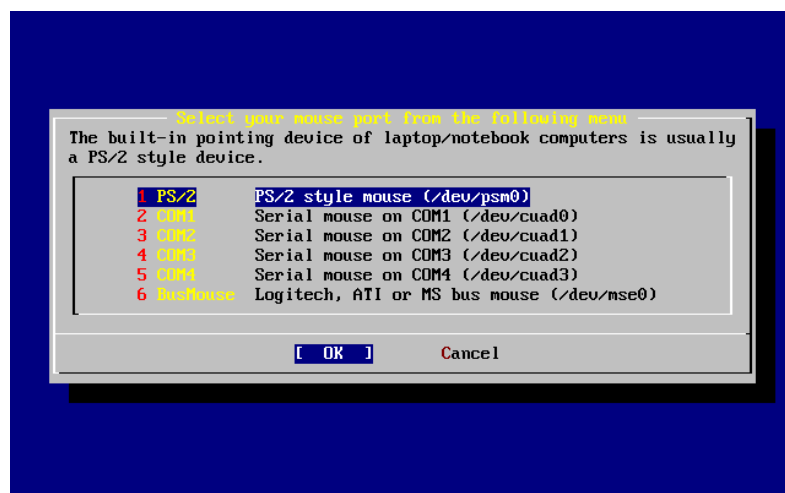 Select your mouse port from the following menu
The built-in pointing device of laptop/notebook computers is usually
a PS/2 style device.
1 PS/2 PS/2 style mouse (/dev/psm0)
2 COM1 Serial mouse on COM1 (/dev/cuad0)
3 COM2 Serial mouse on COM2 (/dev/cuad1)
4 COM3 Serial mouse on COM3 (/dev/cuad2)
5 COM4 Serial mouse on COM4 (/dev/cuad3)
6 BusMouse Logitech, ATI or MS bus mouse (/dev/mse0)
[ OK ] Cancel